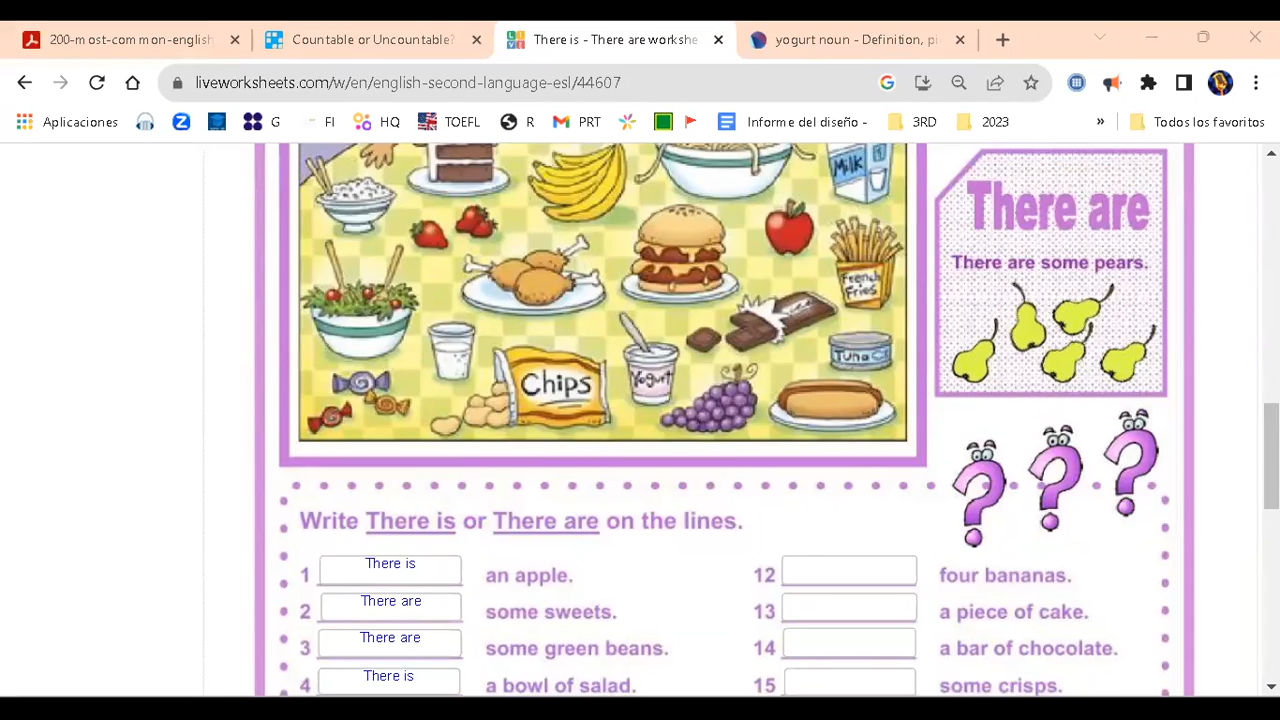 200-most-common-english
Countable or Uncountable?
There is - There are workshe
yogurt noun - Definition, pi
liveworksheets.com/w/en/english-second-language-esl/44607
Aplicaciones
G
FI
HQ
TOEFL
R
PRT
Informe del diseño -
3RD
2023
»
Todos los favoritos
Milk
There are
There are some pears.
French
Fries
Tuna
Yogurt
Chips
Write There is or There are on the lines.
1 There is an apple.
2 There are some sweets.
3 There are some green beans.
4 There is a bowl of salad.
12 four bananas.
13 a piece of cake.
14 a bar of chocolate.
15 some crisps.